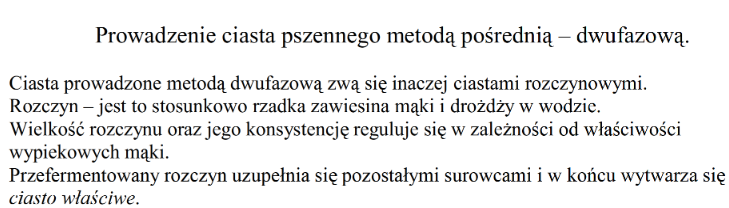 Prowadzenie ciasta pszennego metodą pośrednią – dwufazową.
Ciasta prowadzone metodą dwufazową zwą się inaczej ciastami rozczynowymi.
Rozczyn – jest to stosunkowo rzadka zawiesina mąki i drożdży w wodzie.
Wielkość rozczynu oraz jego konsystencję reguluje się w zależności od właściwości
wypiekowych mąki.
Przefermentowany rozczyn uzupełnia się pozostałymi surowcami i w końcu wytwarza się
ciasto właściwe.